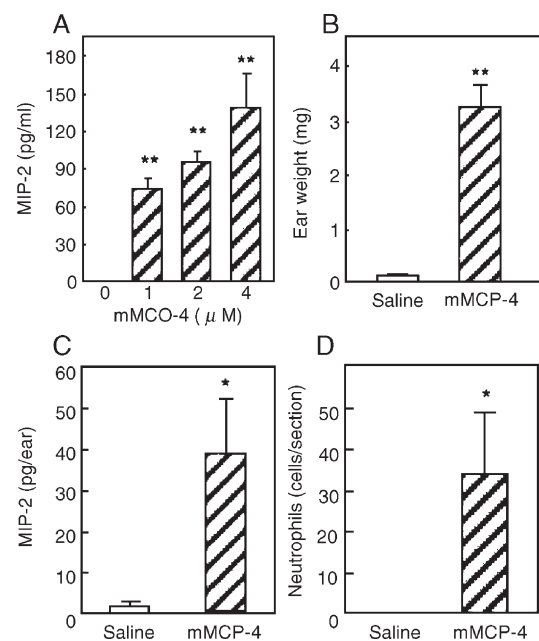 A
MIP-2 (pg/ml)
180
150
120
90
60
30
0
**
**
**
0 1 2 4
mMCO-4 ( μ M)
B
Ear weight (mg)
4
3
2
1
0
**
Saline mMCP-4
C
MIP-2 (pg/ear)
60
50
40
30
20
10
0
*
Saline mMCP-4
D
Neutrophils (cells/section)
50
40
30
20
10
0
*
Saline mMCP-4